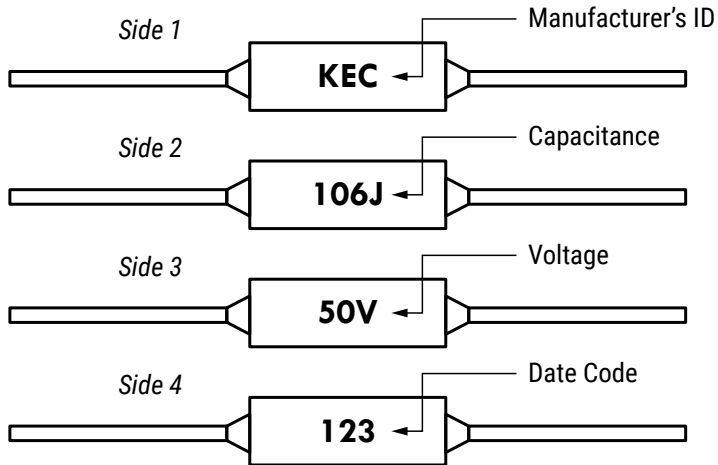 Side 1
Manufacturer's ID
KEC
Side 2
Capacitance
106J
Side 3
Voltage
50V
Side 4
Date Code
123